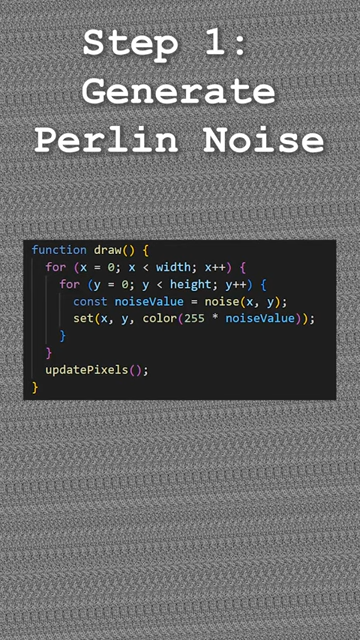 Step 1:
Generate
Perlin Noise
function draw() {
for (x = 0; x < width; x++) {
for (y = 0; y < height; y++) {
const noiseValue = noise(x, y);
set(x, y, color(255 * noiseValue));
}
}
updatePixels();
}